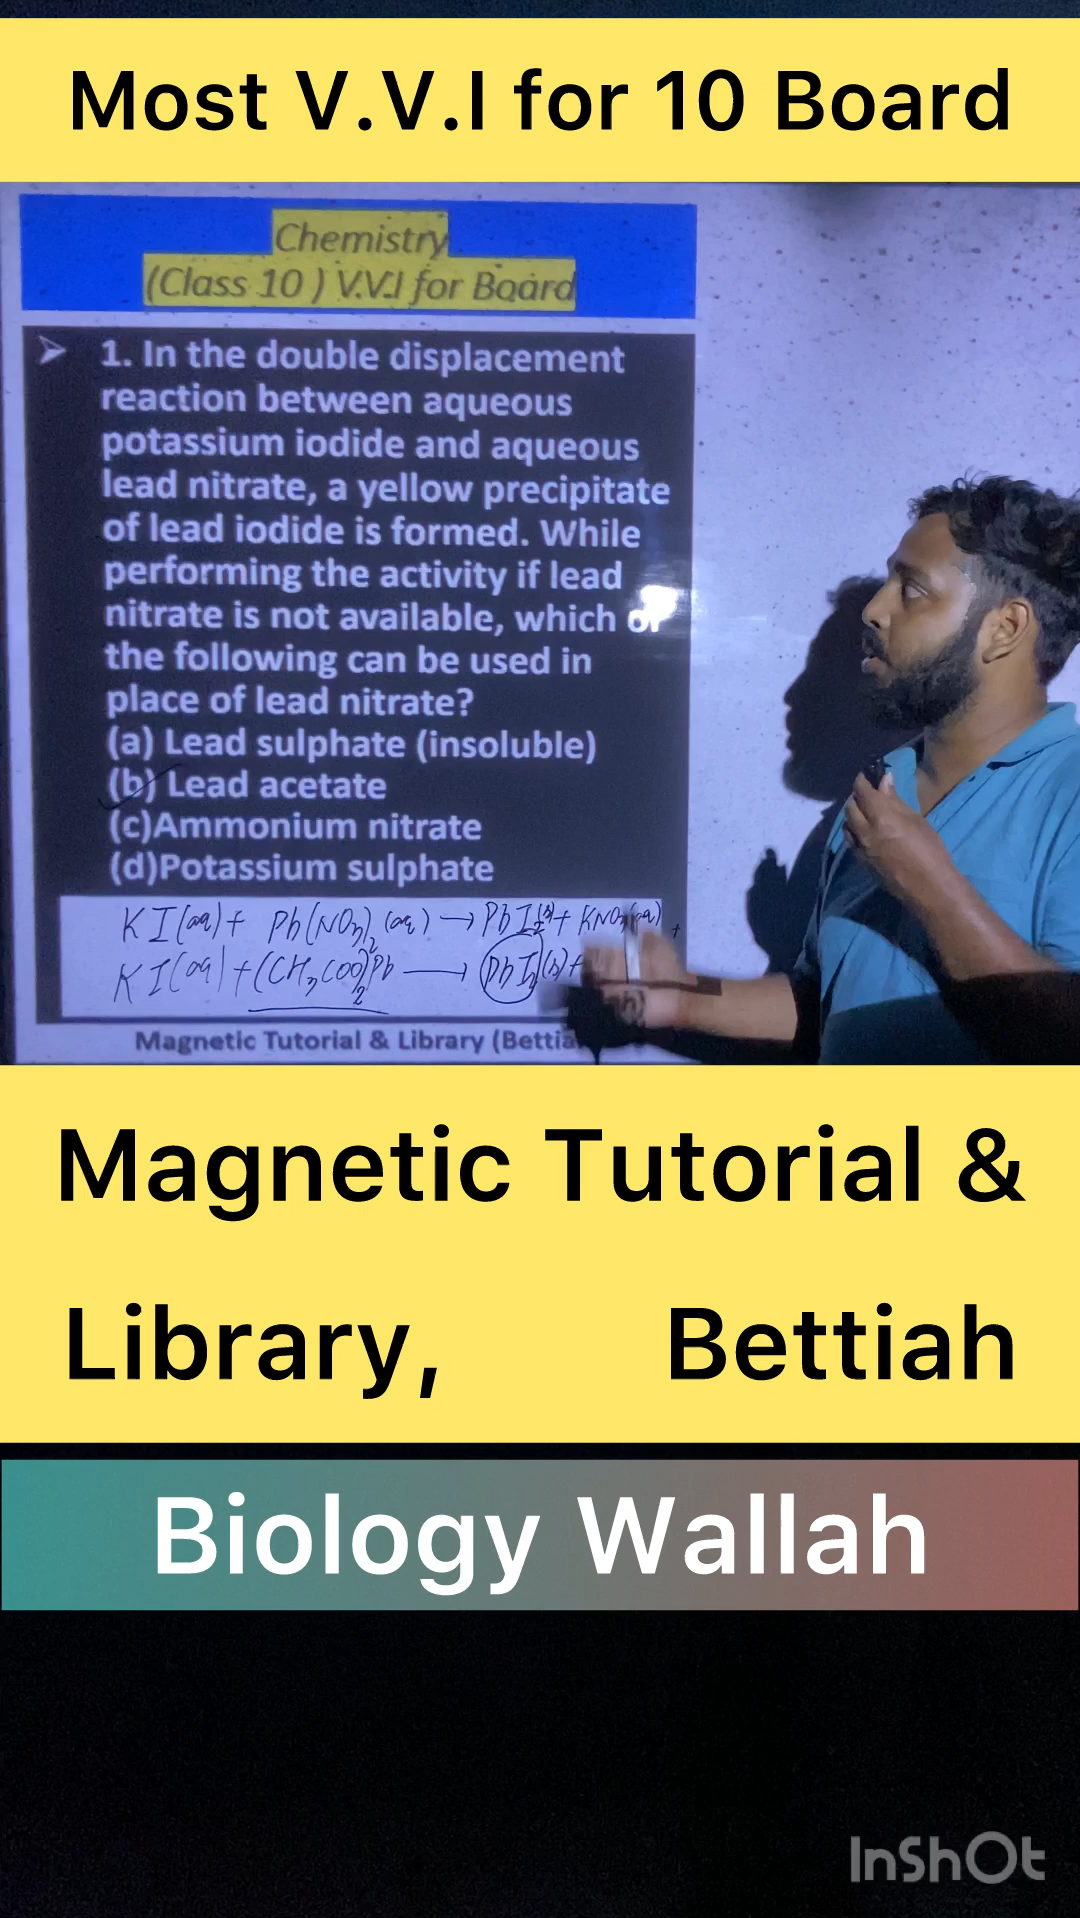 Most V.V.I for 10 Board
Chemistry
(Class 10 ) V.V.I for Board
➢ 1. In the double displacement
reaction between aqueous
potassium iodide and aqueous
lead nitrate, a yellow precipitate
of lead iodide is formed. While
performing the activity if lead
nitrate is not available, which of
the following can be used in
place of lead nitrate?
(a) Lead sulphate (insoluble)
(b) Lead acetate
(c)Ammonium nitrate
(d)Potassium sulphate
KI(aq) + Pb(NO3)2 (aq) → PbI2(s) + KNO3(aq)
KI(aq) + (CH3COO)2Pb → PbI2(s) +
Magnetic Tutorial & Library
Magnetic Tutorial &
Library, Bettiah
Biology Wallah
InShOt